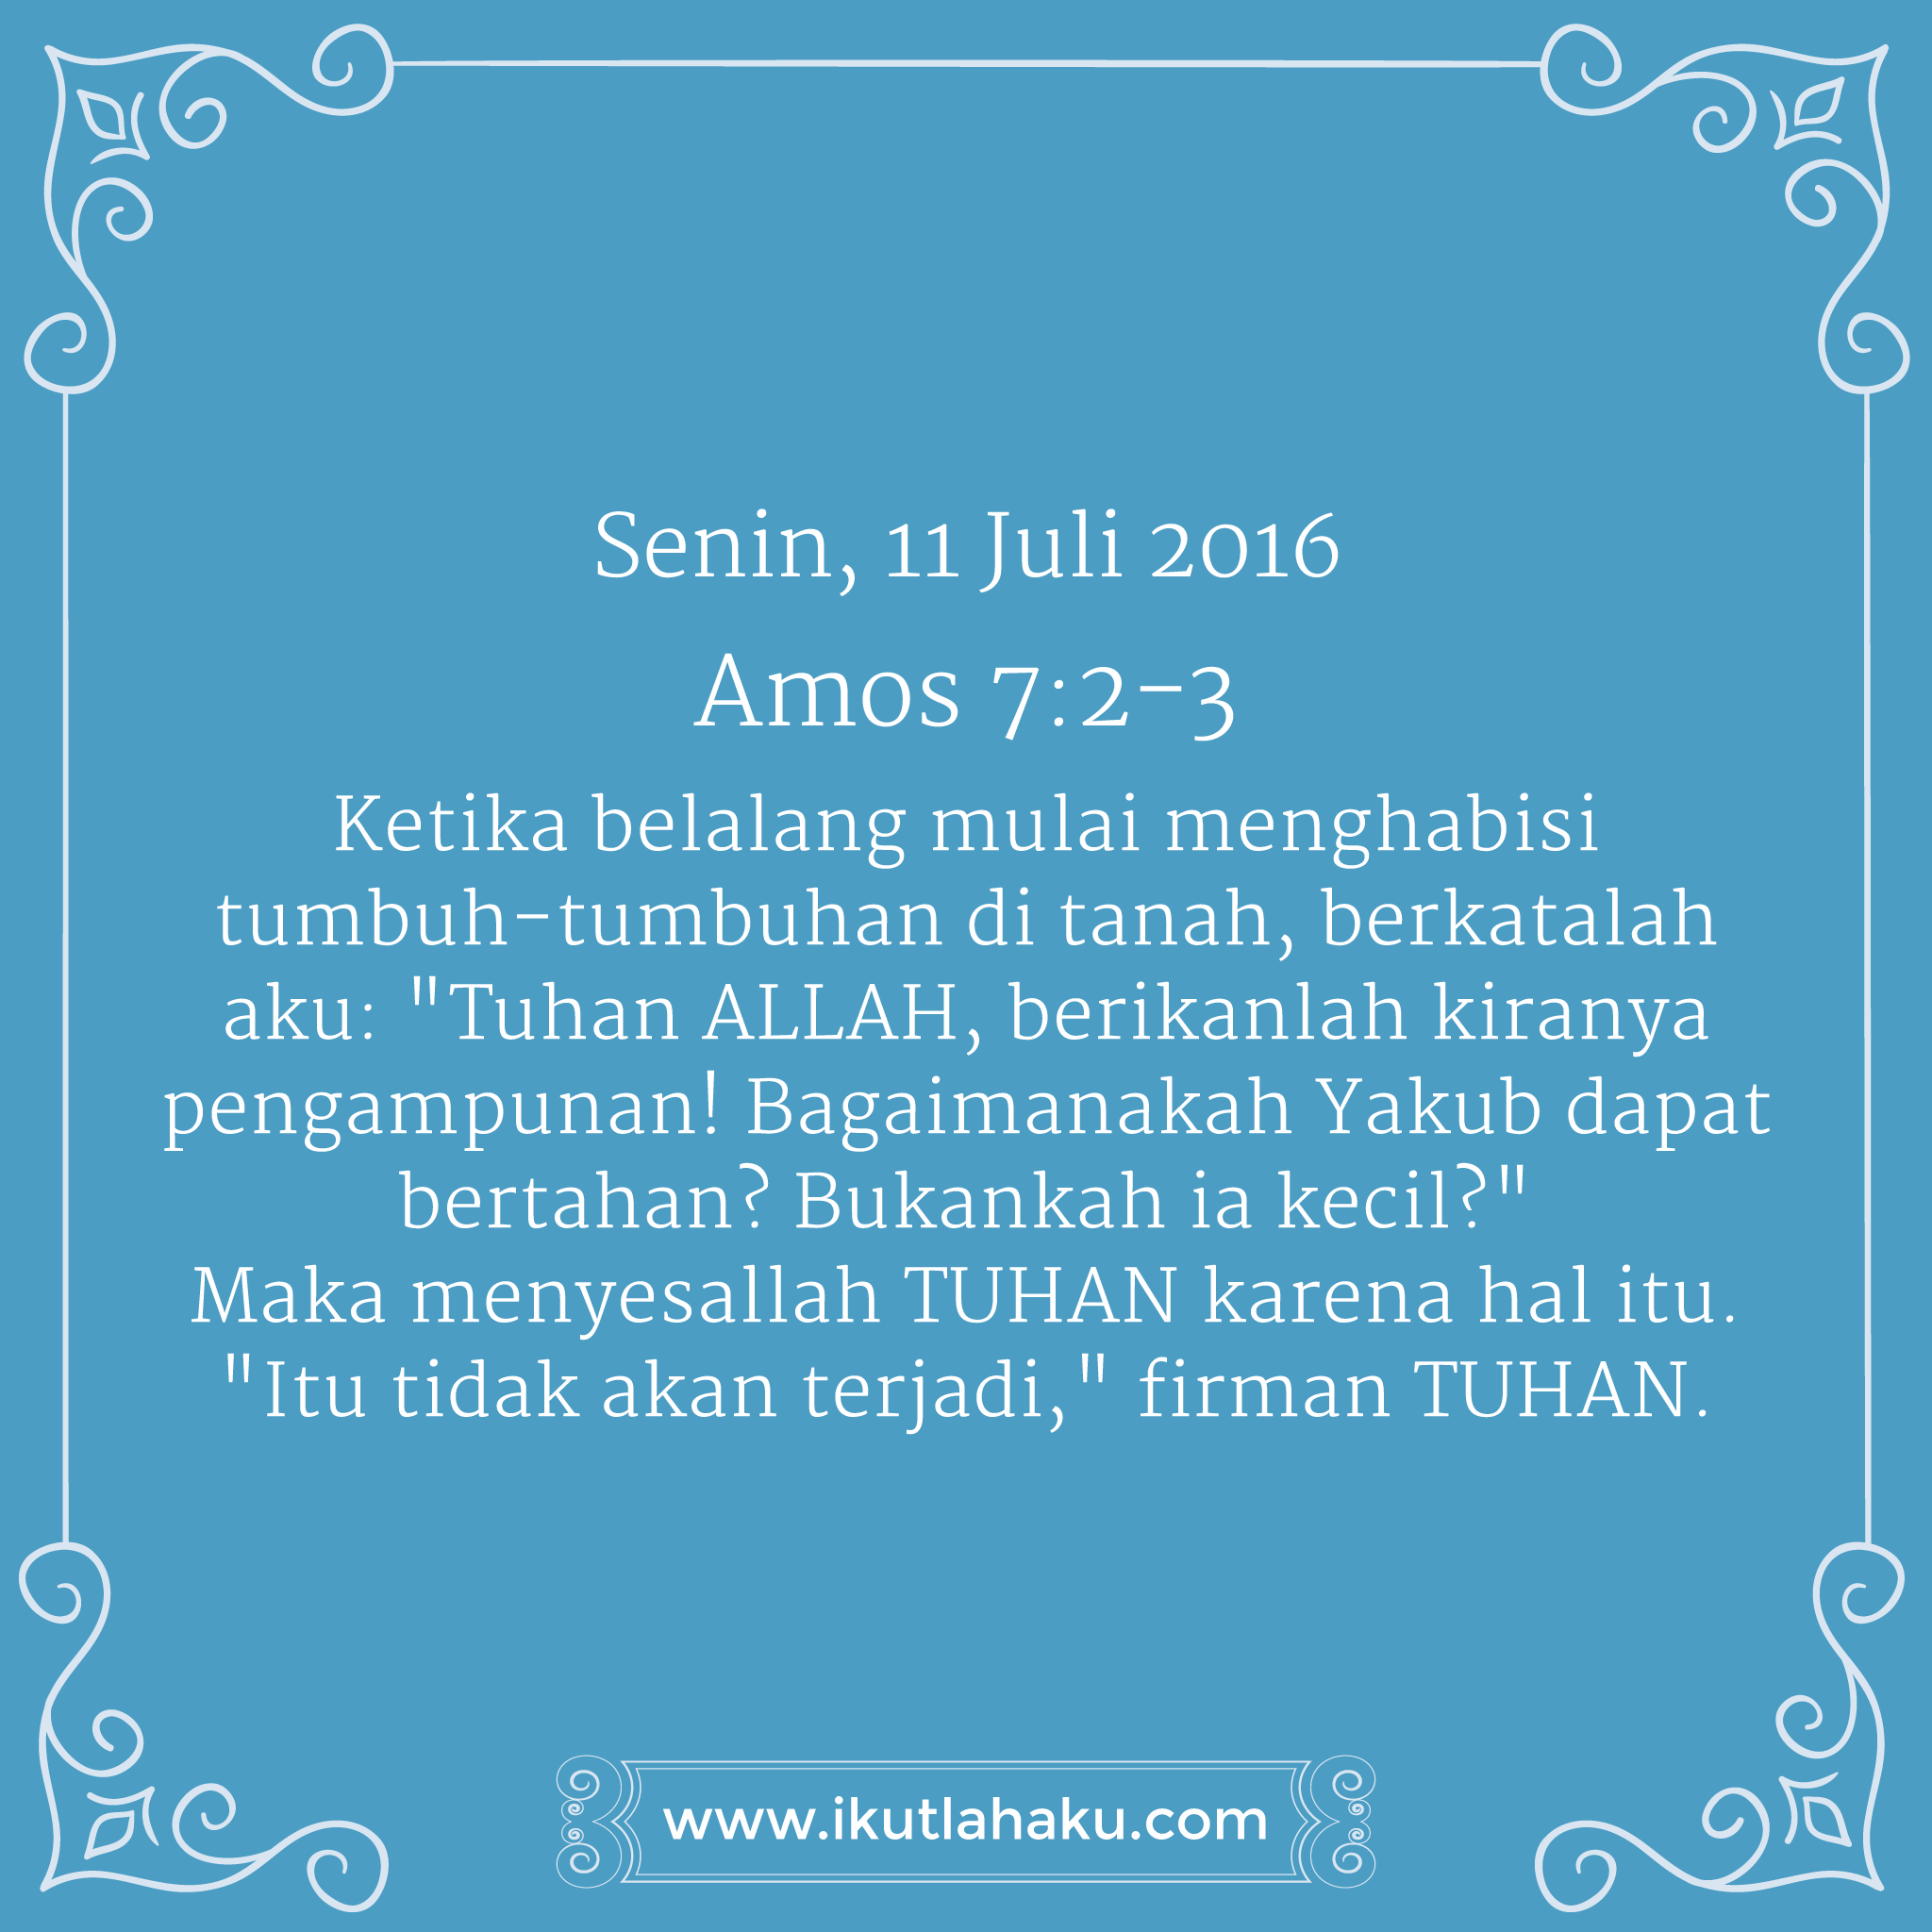 Senin, 11 Juli 2016
Amos 7:2-3
Ketika belalang mulai menghabisi
tumbuh-tumbuhan di tanah, berkatalah
aku: "Tuhan ALLAH, berikanlah kiranya
pengampunan! Bagaimanakah Yakub dapat
bertahan? Bukankah ia kecil?"
Maka menyesallah TUHAN karena hal itu.
"Itu tidak akan terjadi," firman TUHAN.
www.ikutlahaku.com